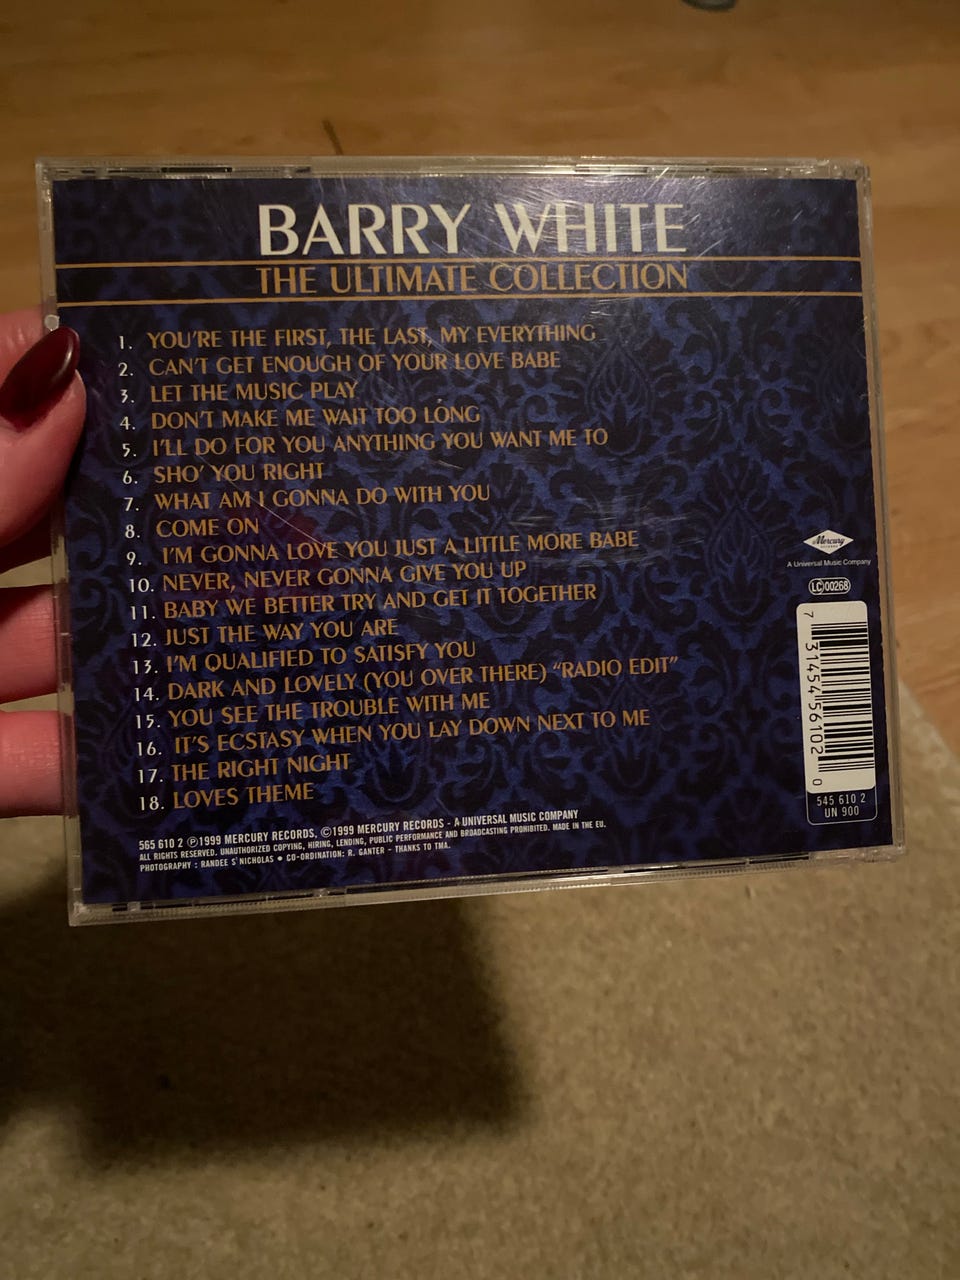 BARRY WHITE
THE ULTIMATE COLLECTION
1. YOU'RE THE FIRST, THE LAST, MY EVERYTHING
2. CAN'T GET ENOUGH OF YOUR LOVE BABE
3. LET THE MUSIC PLAY
4. DON'T MAKE ME WAIT TOO LONG
5. I'LL DO FOR YOU ANYTHING YOU WANT ME TO
6. SHO' YOU RIGHT
7. WHAT AM I GONNA DO WITH YOU
8. COME ON
9. I'M GONNA LOVE YOU JUST A LITTLE MORE BABE
10. NEVER, NEVER GONNA GIVE YOU UP
11. BABY WE BETTER TRY AND GET IT TOGETHER
12. JUST THE WAY YOU ARE
13. I'M QUALIFIED TO SATISFY YOU
14. DARK AND LOVELY (YOU OVER THERE) "RADIO EDIT"
15. YOU SEE THE TROUBLE WITH ME
16. IT'S ECSTASY WHEN YOU LAY DOWN NEXT TO ME
17. THE RIGHT NIGHT
18. LOVES THEME
Mercury
RECORDS
A Universal Music Company
LC 00268
7 31454 56102 0
545 610 2
UN 900
565 610 2 ℗1999 MERCURY RECORDS, ©1999 MERCURY RECORDS - A UNIVERSAL MUSIC COMPANY
ALL RIGHTS RESERVED. UNAUTHORIZED COPYING, HIRING, LENDING, PUBLIC PERFORMANCE AND BROADCASTING PROHIBITED. MADE IN THE EU.
PHOTOGRAPHY : RANDEE S'NICHOLAS • CO-ORDINATION: R. GANTER - THANKS TO TMA.